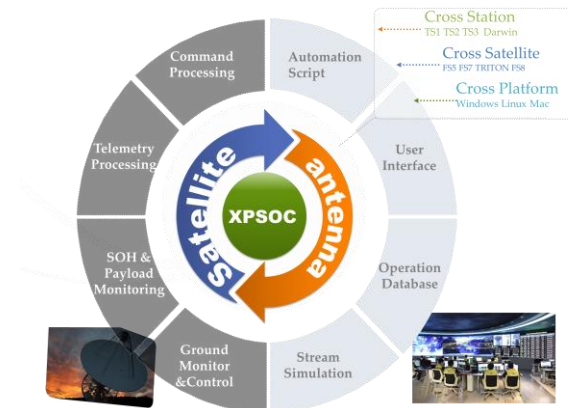 Cross Station
TS1 TS2 TS3 Darwin
Cross Satellite
FS5 FS7 TRITON FS8
Cross Platform
Windows Linux Mac
Command
Processing
Automation
Script
Telemetry
Processing
User
Interface
Satellite
XPSOC
antenna
SOH &
Payload
Monitoring
Operation
Database
Ground
Monitor
&Control
Stream
Simulation